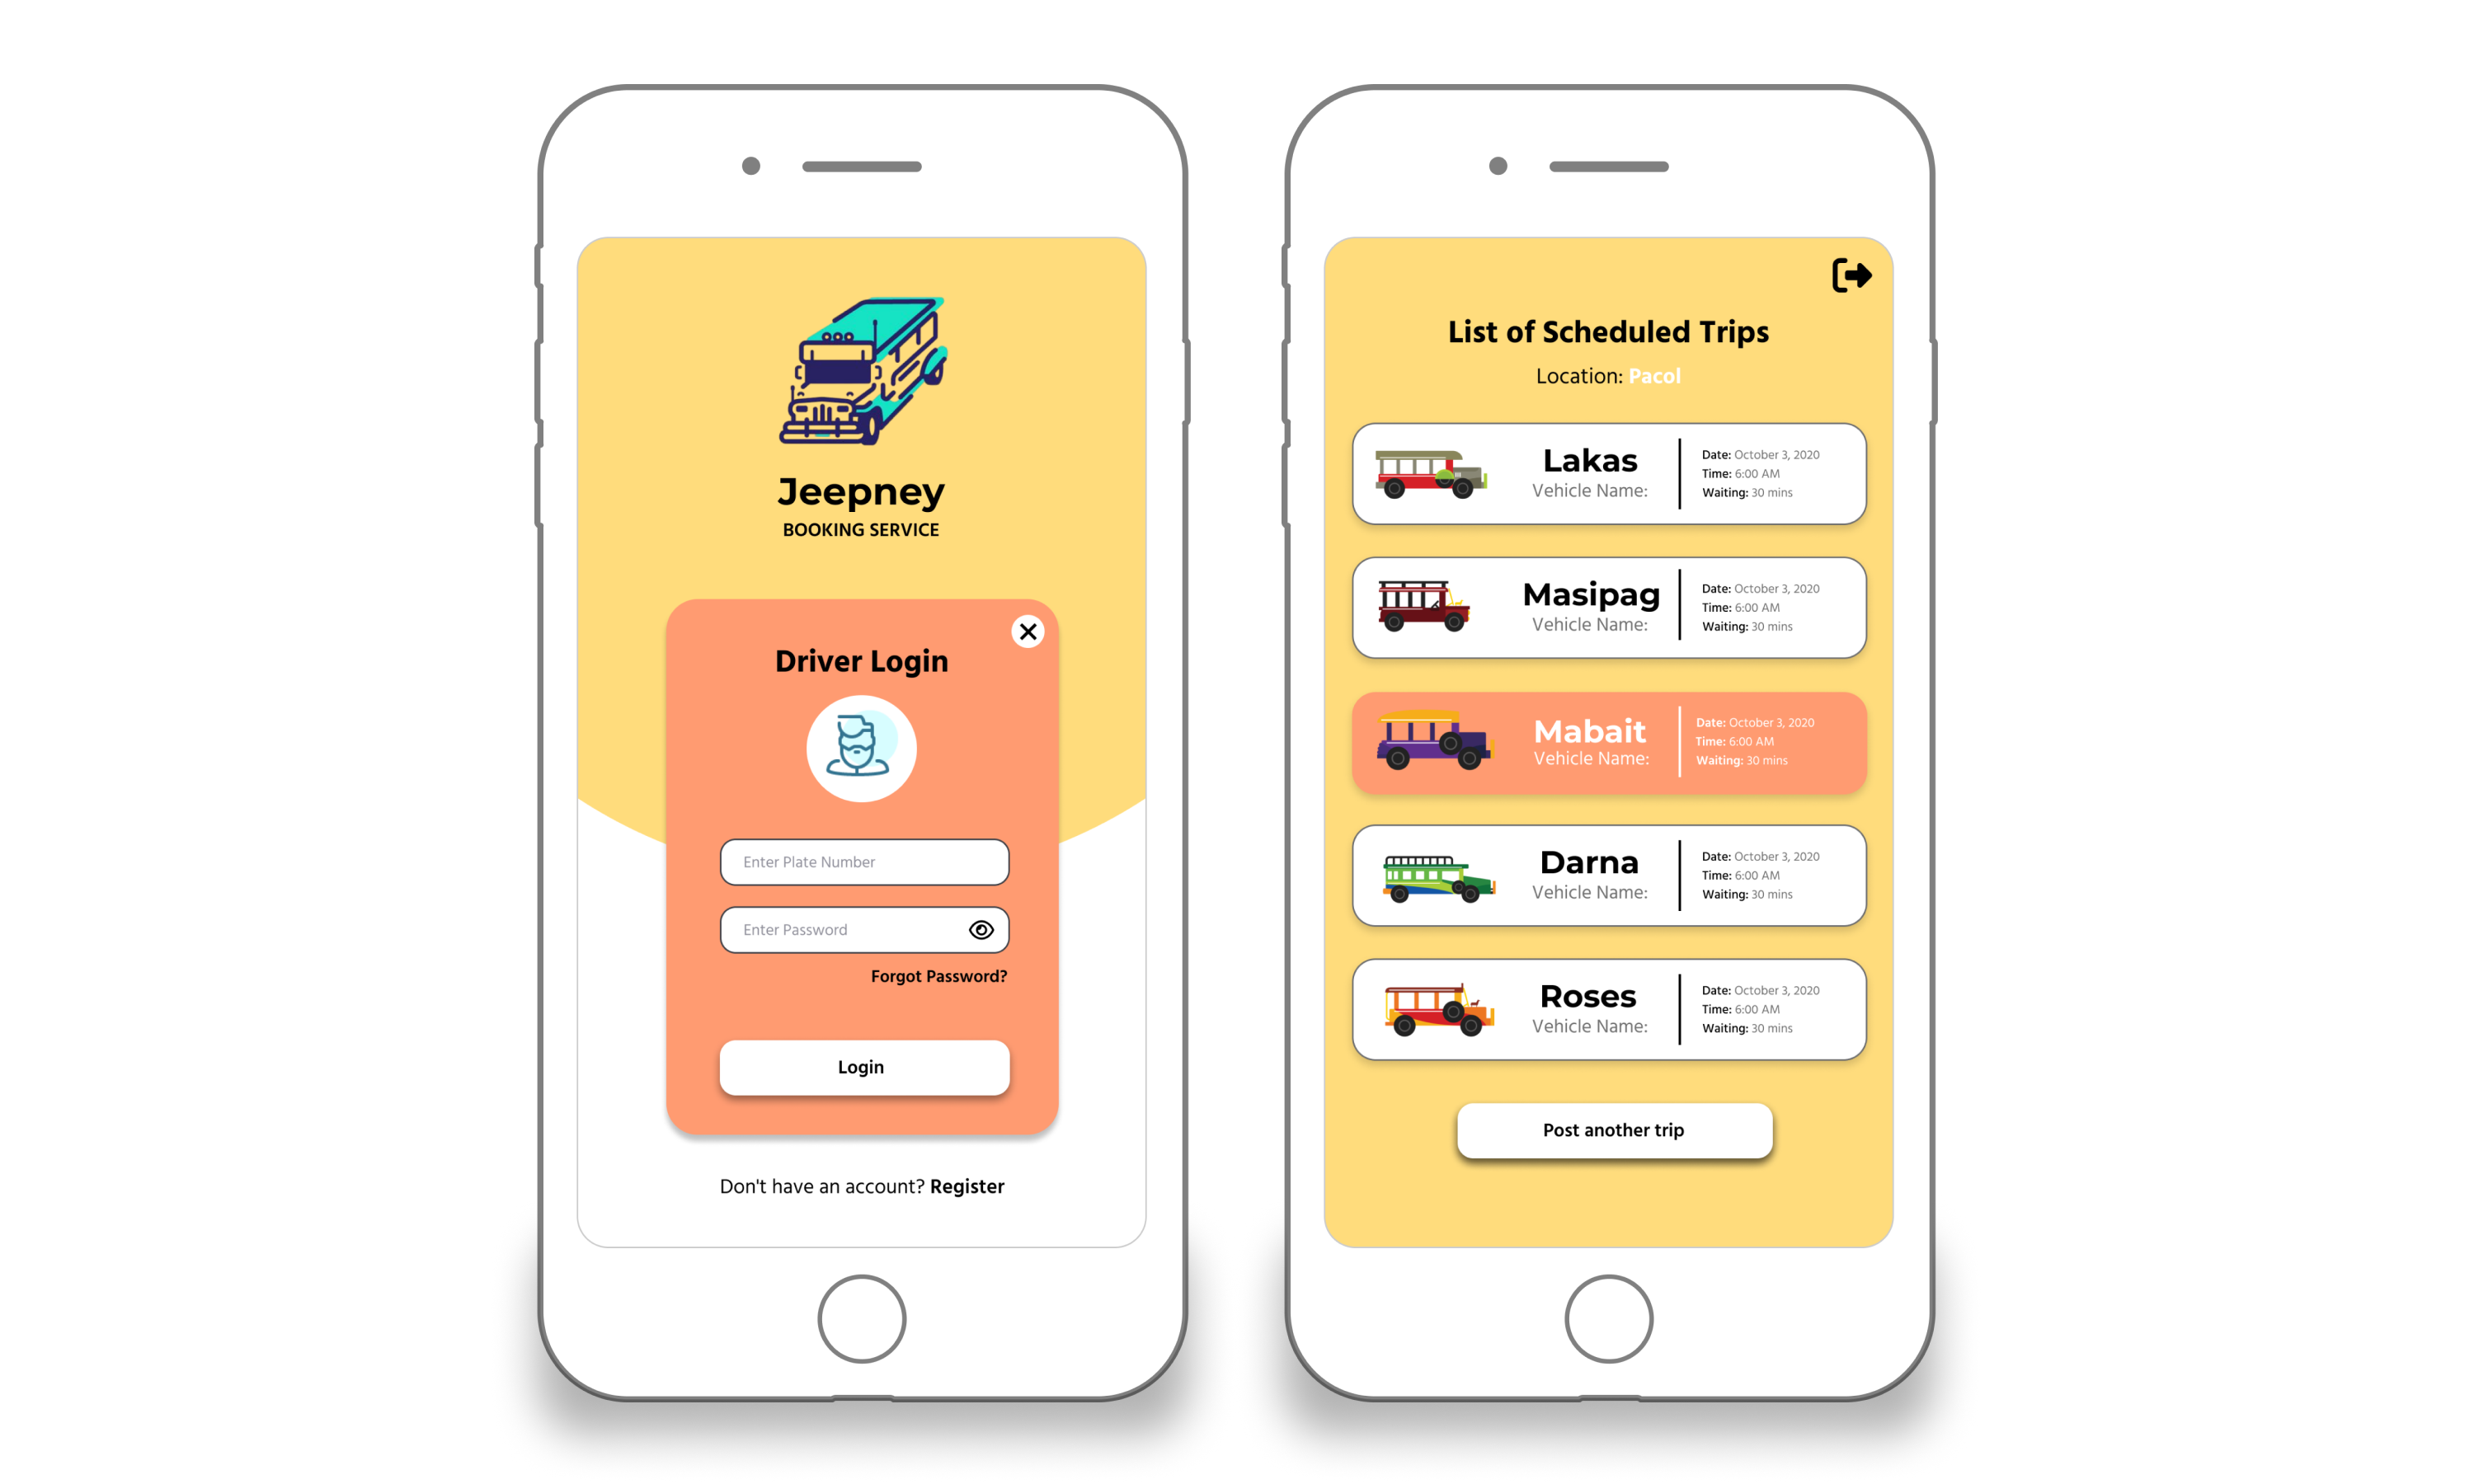 Jeepney
BOOKING SERVICE
Driver Login
Enter Plate Number
Enter Password
Forgot Password?
Login
Don't have an account? Register
List of Scheduled Trips
Location: Pacol
Lakas
Vehicle Name:
Date: October 3, 2020
Time: 6:00 AM
Waiting: 30 mins
Masipag
Vehicle Name:
Date: October 3, 2020
Time: 6:00 AM
Waiting: 30 mins
Mabait
Vehicle Name:
Date: October 3, 2020
Time: 6:00 AM
Waiting: 30 mins
Darna
Vehicle Name:
Date: October 3, 2020
Time: 6:00 AM
Waiting: 30 mins
Roses
Vehicle Name:
Date: October 3, 2020
Time: 6:00 AM
Waiting: 30 mins
Post another trip